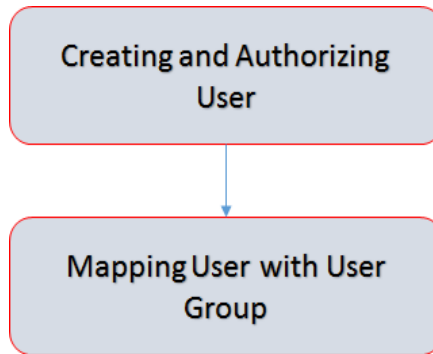 Creating and Authorizing
User
Mapping User with User
Group